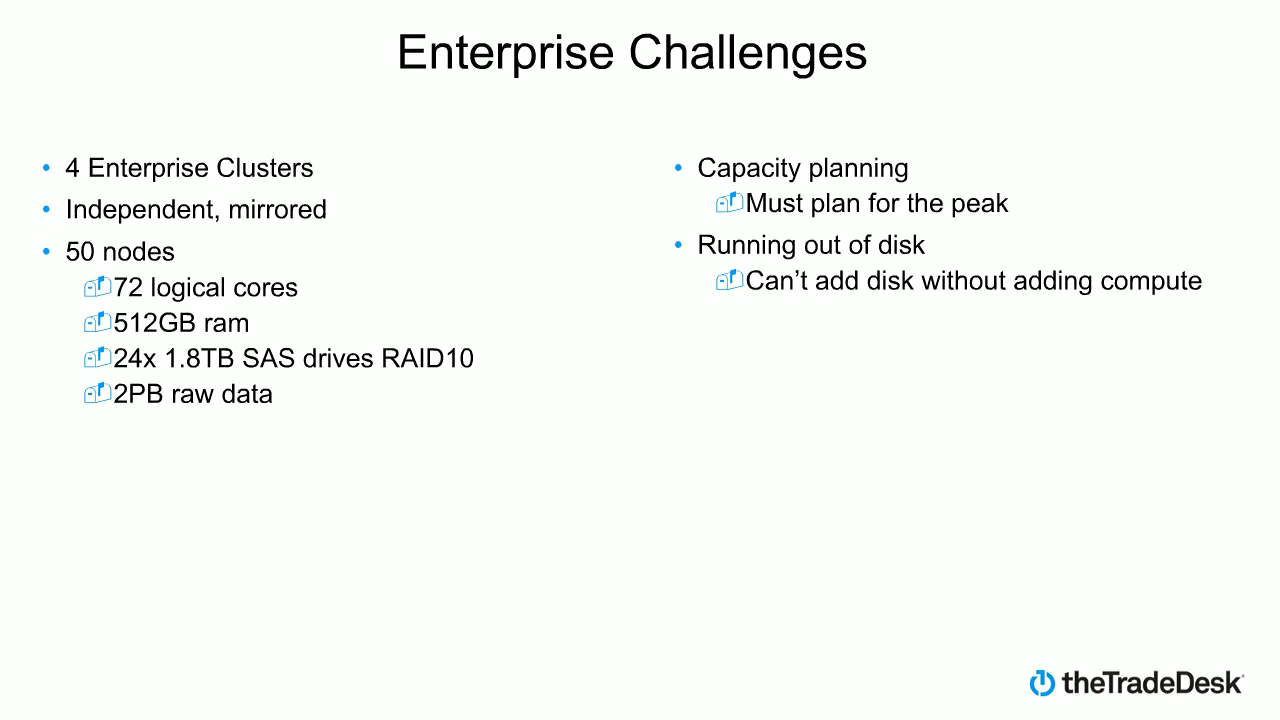 Enterprise Challenges
• 4 Enterprise Clusters
• Independent, mirrored
• 50 nodes
72 logical cores
512GB ram
24x 1.8TB SAS drives RAID10
2PB raw data
• Capacity planning
Must plan for the peak
• Running out of disk
Can’t add disk without adding compute
theTradeDesk